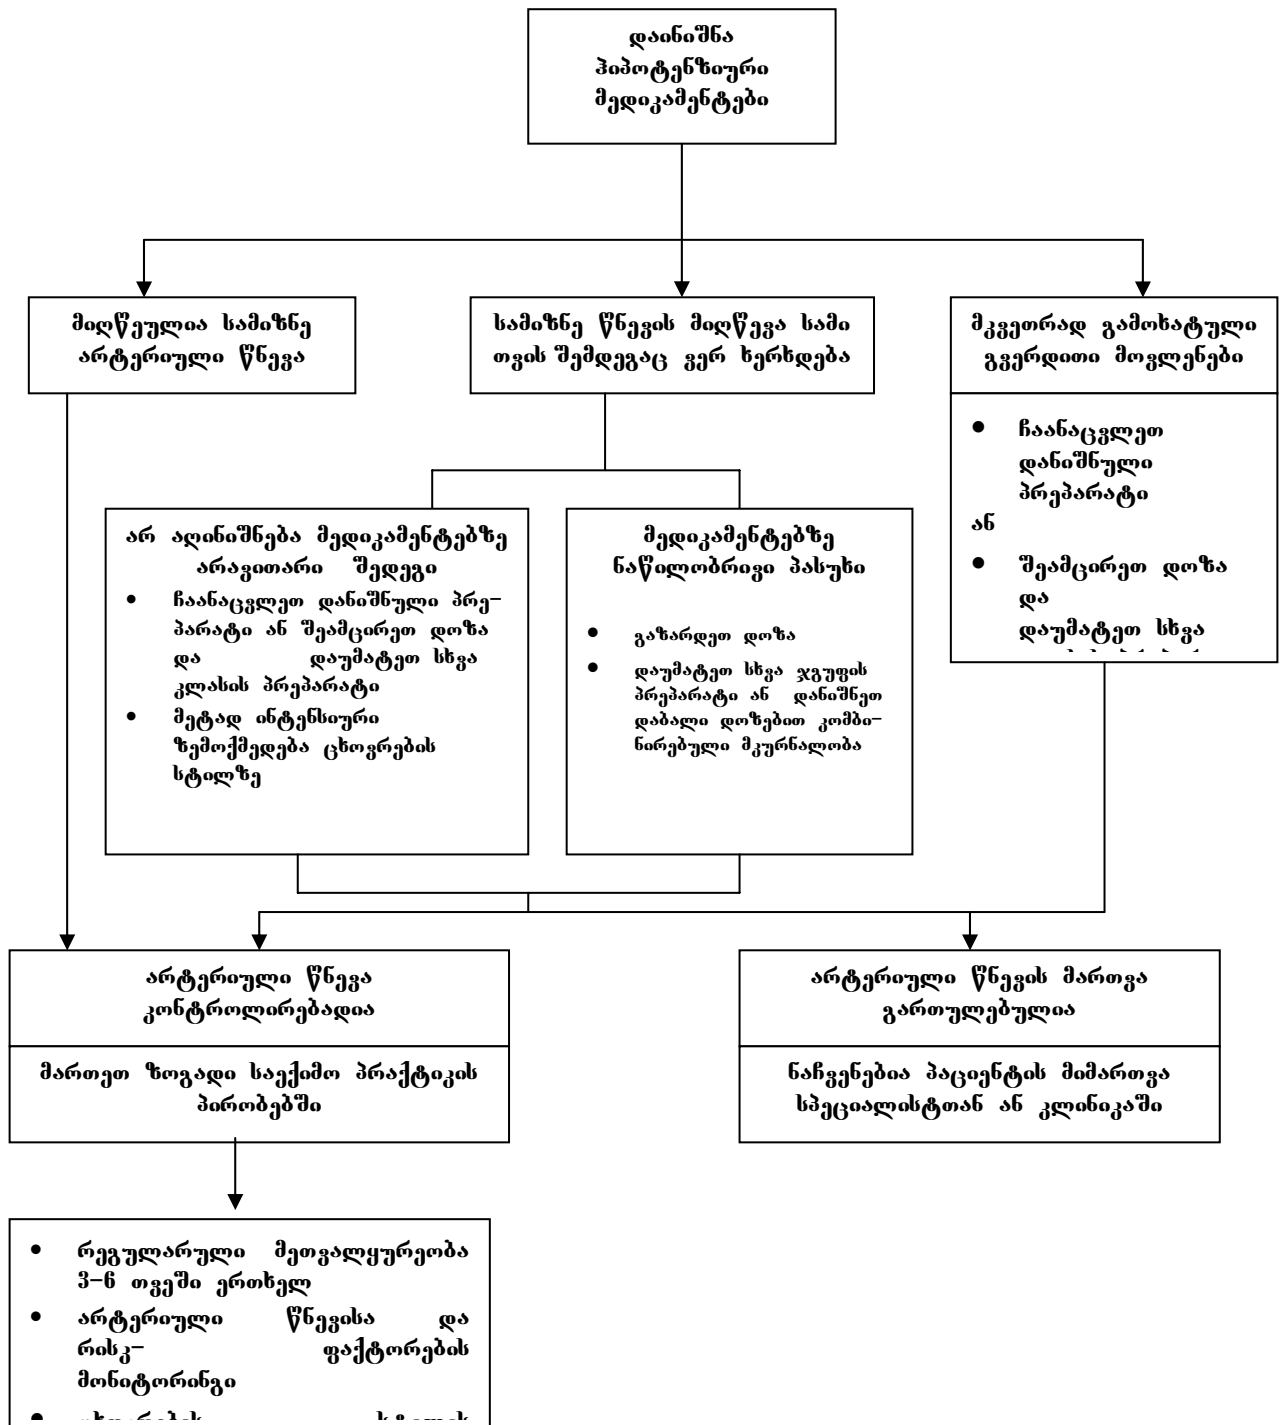 დაინიშნა
ჰიპოტენზიური
მედიკამენტები
მიღწეულია სამიზნე
არტერიული წნევა
სამიზნე წნევის მიღწევა სამი
თვის შემდეგაც ვერ ხერხდება
მკვეთრად გამოხატული
გვერდითი მოვლენები
• ჩაანაცვლეთ
დანიშნული
პრეპარატი
ან
• შეამცირეთ დოზა
და
დაუმატეთ სხვა
არ აღინიშნება მედიკამენტებზე
არავითარი შედეგი
• ჩაანაცვლეთ დანიშნული პრე-
პარატი ან შეამცირეთ დოზა
და დაუმატეთ სხვა
კლასის პრეპარატი
• მეტად ინტენსიური
ზემოქმედება ცხოვრების
სტილზე
მედიკამენტებზე
ნაწილობრივი პასუხი
• გაზარდეთ დოზა
• დაუმატეთ სხვა ჯგუფის
პრეპარატი ან დანიშნეთ
დაბალი დოზებით კომბი-
ნირებული მკურნალობა
არტერიული წნევა
კონტროლირებადია
მართეთ ზოგადი საექიმო პრაქტიკის
პირობებში
არტერიული წნევის მართვა
გართულებულია
ნაჩვენებია პაციენტის მიმართვა
სპეციალისტთან ან კლინიკაში
• რეგულარული მეთვალყურეობა
3-6 თვეში ერთხელ
• არტერიული წნევისა და
რისკ- ფაქტორების
მონიტორინგი